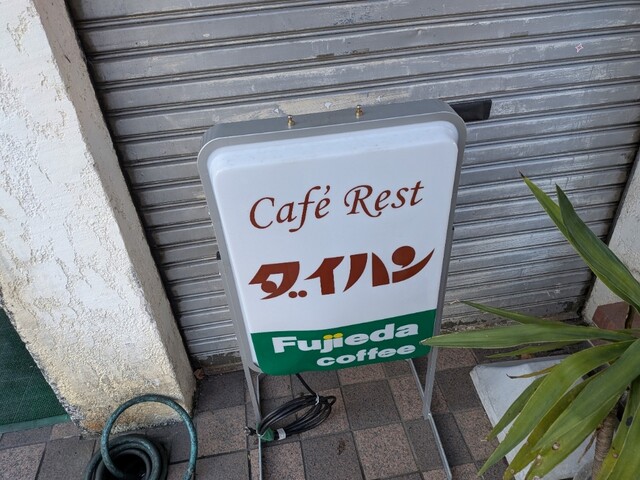 Café Rest
ダイハン
Fujieda
coffee